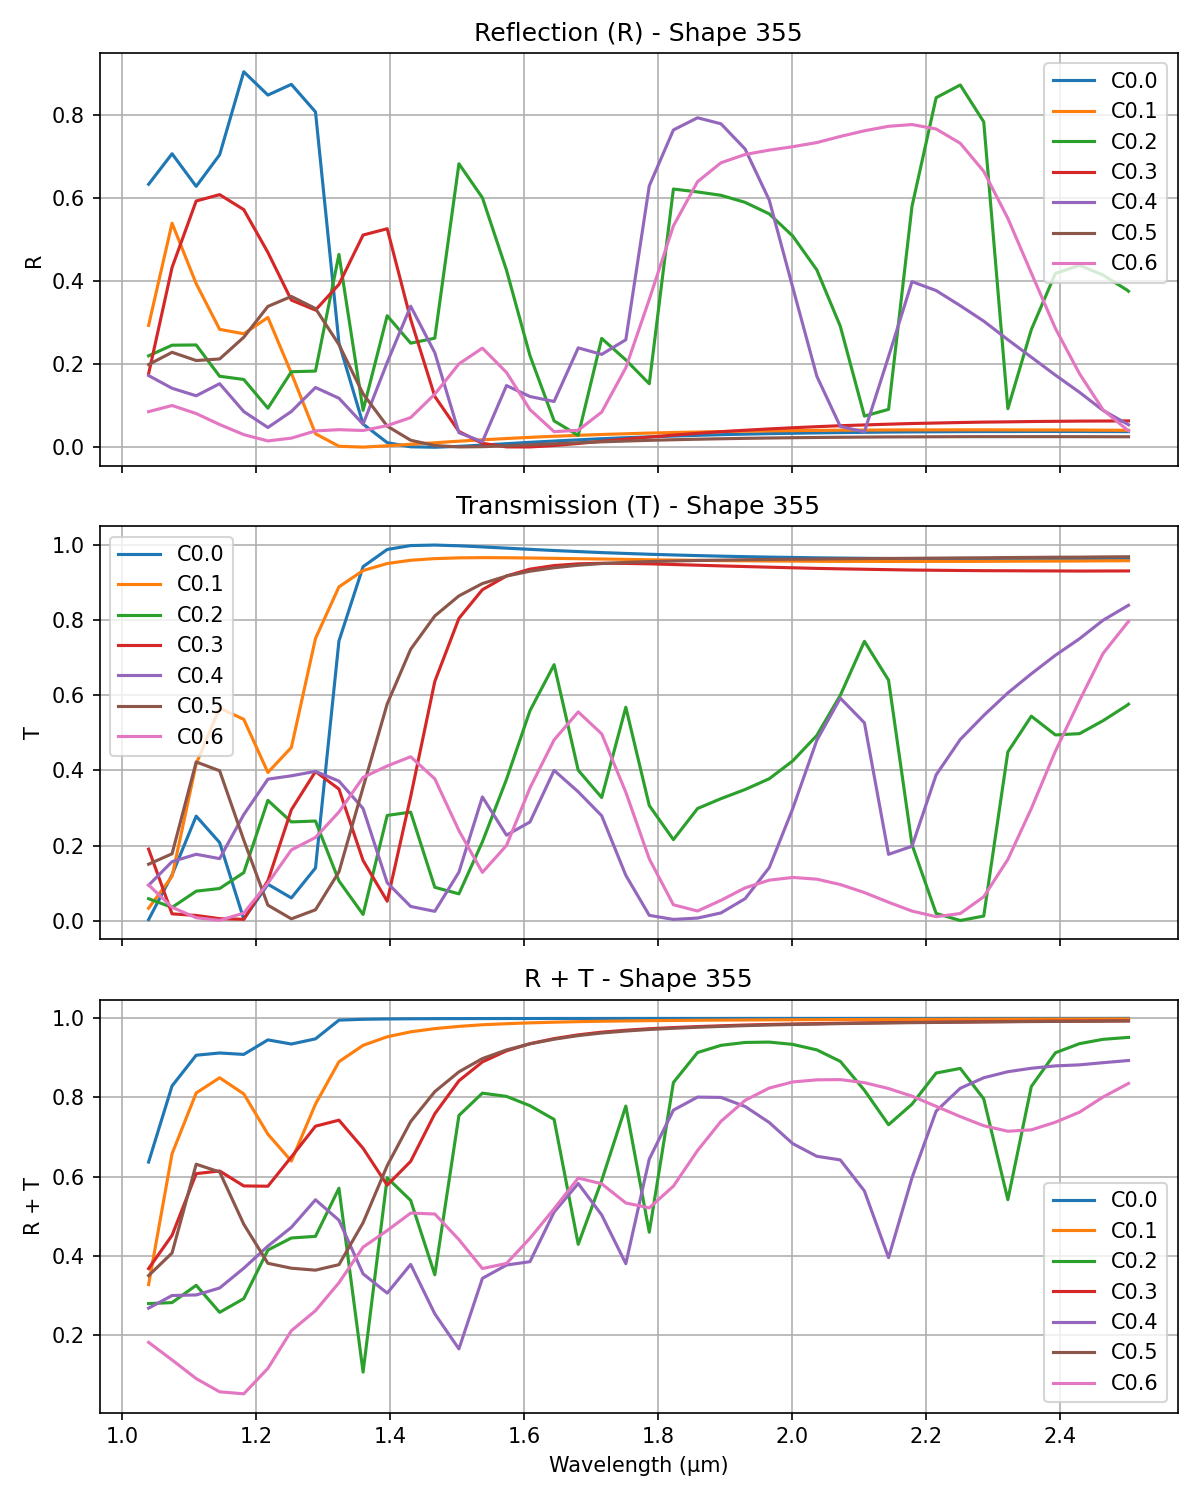 Reflection (R) - Shape 355
R
0.8
0.6
0.4
0.2
0.0
C0.0
C0.1
C0.2
C0.3
C0.4
C0.5
C0.6
Transmission (T) - Shape 355
T
1.0
0.8
0.6
0.4
0.2
0.0
C0.0
C0.1
C0.2
C0.3
C0.4
C0.5
C0.6
R + T - Shape 355
R + T
1.0
0.8
0.6
0.4
0.2
C0.0
C0.1
C0.2
C0.3
C0.4
C0.5
C0.6
1.0 1.2 1.4 1.6 1.8 2.0 2.2 2.4
Wavelength (μm)